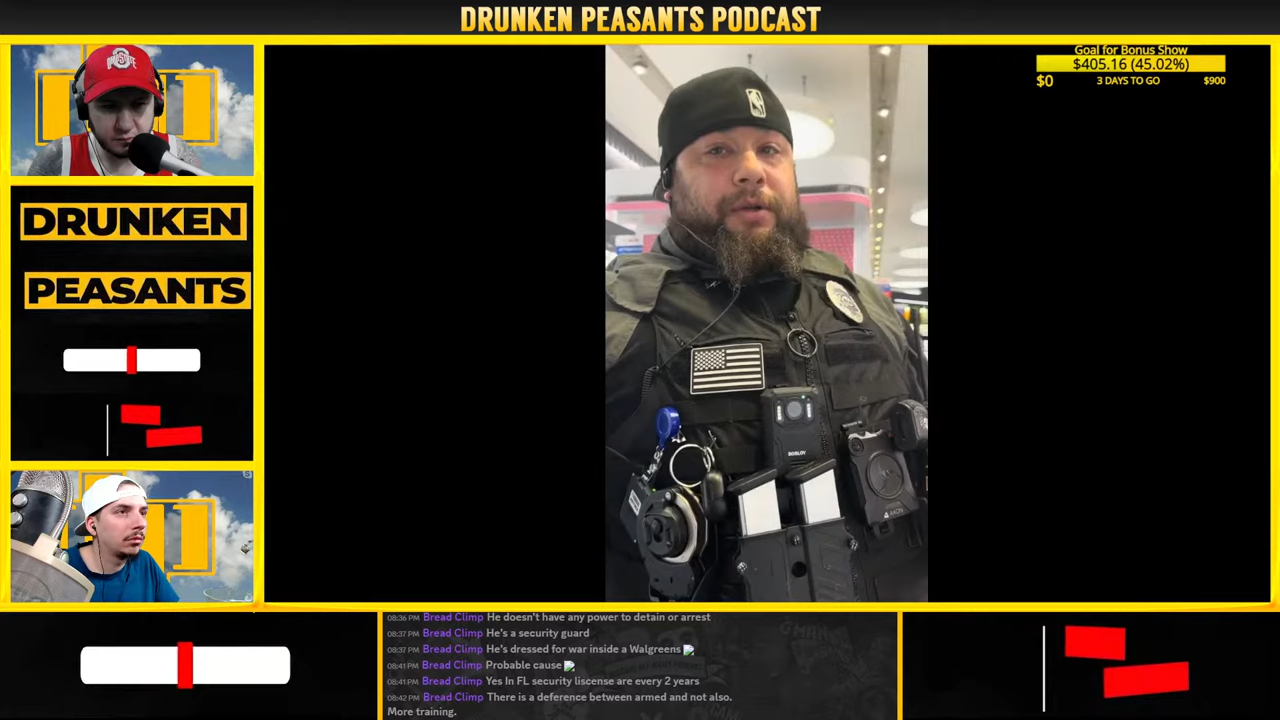 DRUNKEN PEASANTS PODCAST
Goal for Bonus Show
$405.16 (45.02%)
$0 3 DAYS TO GO $900
DRUNKEN
PEASANTS
BOBLOV
AXON
08:36 PM Bread Climp He doesn't have any power to detain or arrest
08:37 PM Bread Climp He's a security guard
08:37 PM Bread Climp He's dressed for war inside a Walgreens
08:41 PM Bread Climp Probable cause
08:41 PM Bread Climp Yes In FL security liscense are every 2 years
08:42 PM Bread Climp There is a deference between armed and not also.
More training.